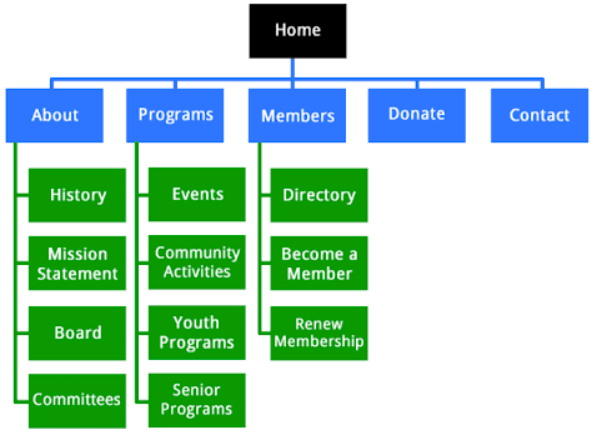 Home
About
Programs
Members
Donate
Contact
History
Mission
Statement
Board
Committees
Events
Community
Activities
Youth
Programs
Senior
Programs
Directory
Become a
Member
Renew
Membership